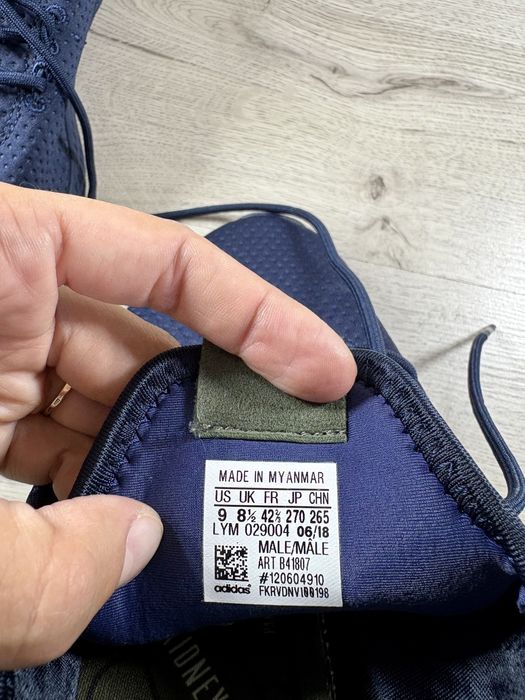 MADE IN MYANMAR
US UK FR JP CHN
9 8½ 42⅔ 270 265
LYM 029004 06/18
MALE/MÂLE
ART B41807
#120604910
adidas FKRVDNV100198